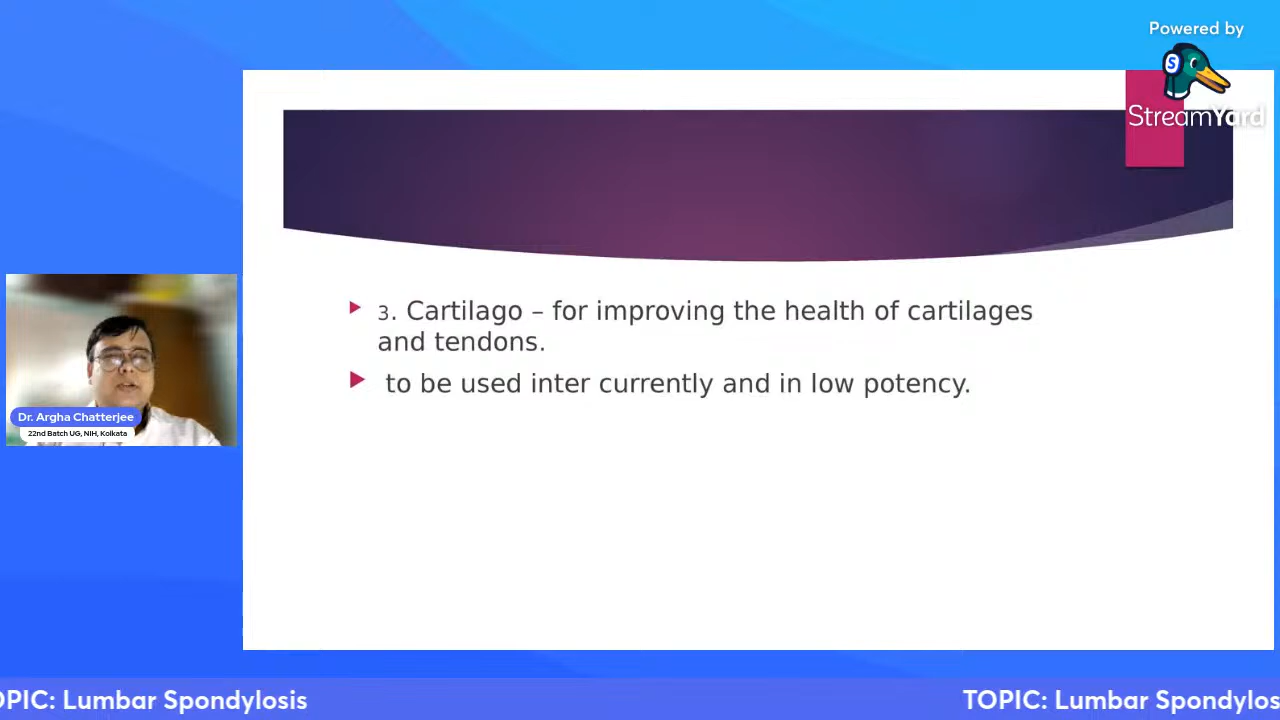 Powered by
S
StreamYard
3. Cartilago – for improving the health of cartilages
and tendons.
to be used inter currently and in low potency.
Dr. Argha Chatterjee
22nd Batch UG, NIH, Kolkata
OPIC: Lumbar Spondylosis
TOPIC: Lumbar Spondylos